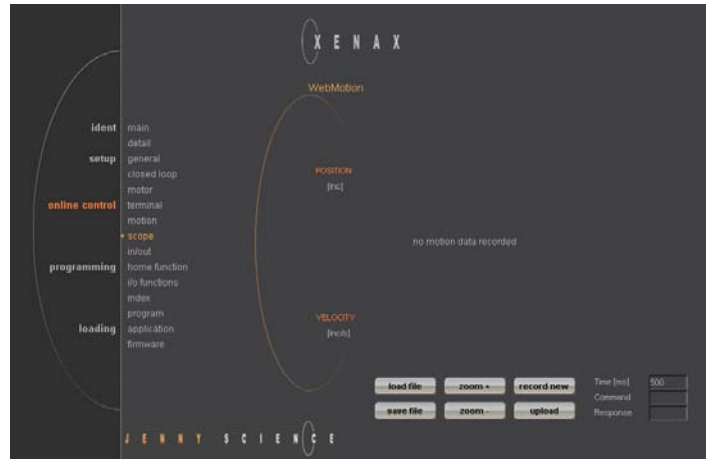 XENAX
WebMotion
ident main
detail
setup general
closed loop
motor
online control terminal
motion
scope
in/out
programming home function
i/o functions
index
program
loading application
firmware
POSITION
[inc]
no motion data recorded
VELOCITY
[inc/s]
load file zoom + record new
save file zoom - upload
Time [ms] 500
Command
Response
JENNY SCIENCE